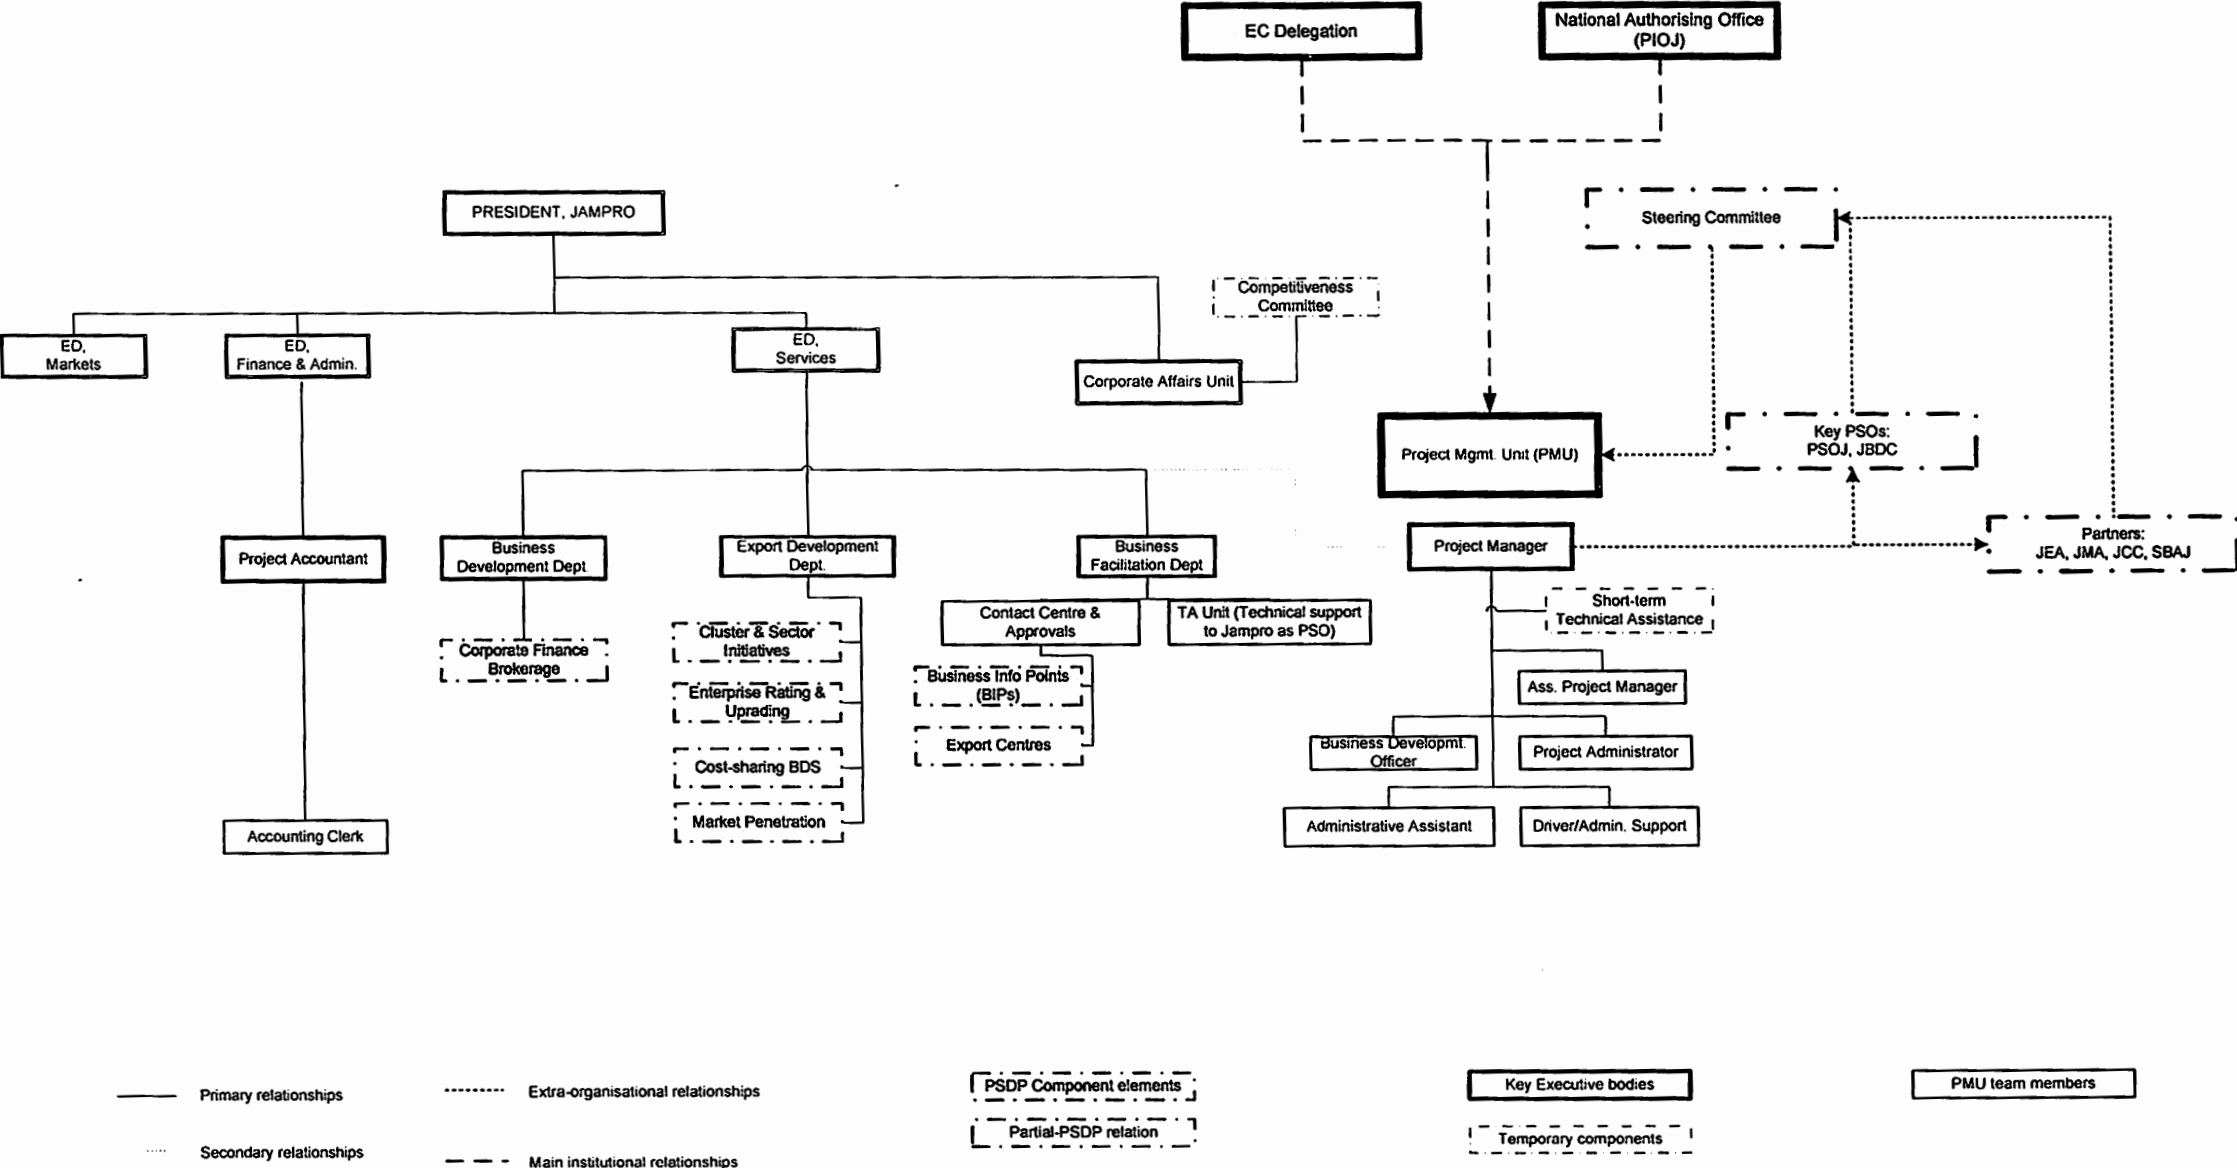 EC Delegation
National Authorising Office
(PIOJ)
PRESIDENT, JAMPRO
Steering Committee
Competitiveness
Committee
ED,
Markets
ED,
Finance & Admin.
ED,
Services
Corporate Affairs Unit
Project Mgmt. Unit (PMU)
Key PSOs:
PSOJ, JBDC
Project Accountant
Business
Development Dept
Export Development
Dept.
Business
Facilitation Dept
Project Manager
Partners:
JEA, JMA, JCC, SBAJ
Contact Centre &
Approvals
TA Unit (Technical support
to Jampro as PSO)
Short-term
Technical Assistance
Corporate Finance
Brokerage
Cluster & Sector
Initiatives
Business Info Points
(BIPs)
Enterprise Rating &
Uprading
Ass. Project Manager
Export Centres
Cost-sharing BDS
Business Developmt.
Officer
Project Administrator
Market Penetration
Accounting Clerk
Administrative Assistant
Driver/Admin. Support
Primary relationships
Extra-organisational relationships
PSDP Component elements
Key Executive bodies
PMU team members
Partial-PSDP relation
Temporary components
Secondary relationships
Main institutional relationships